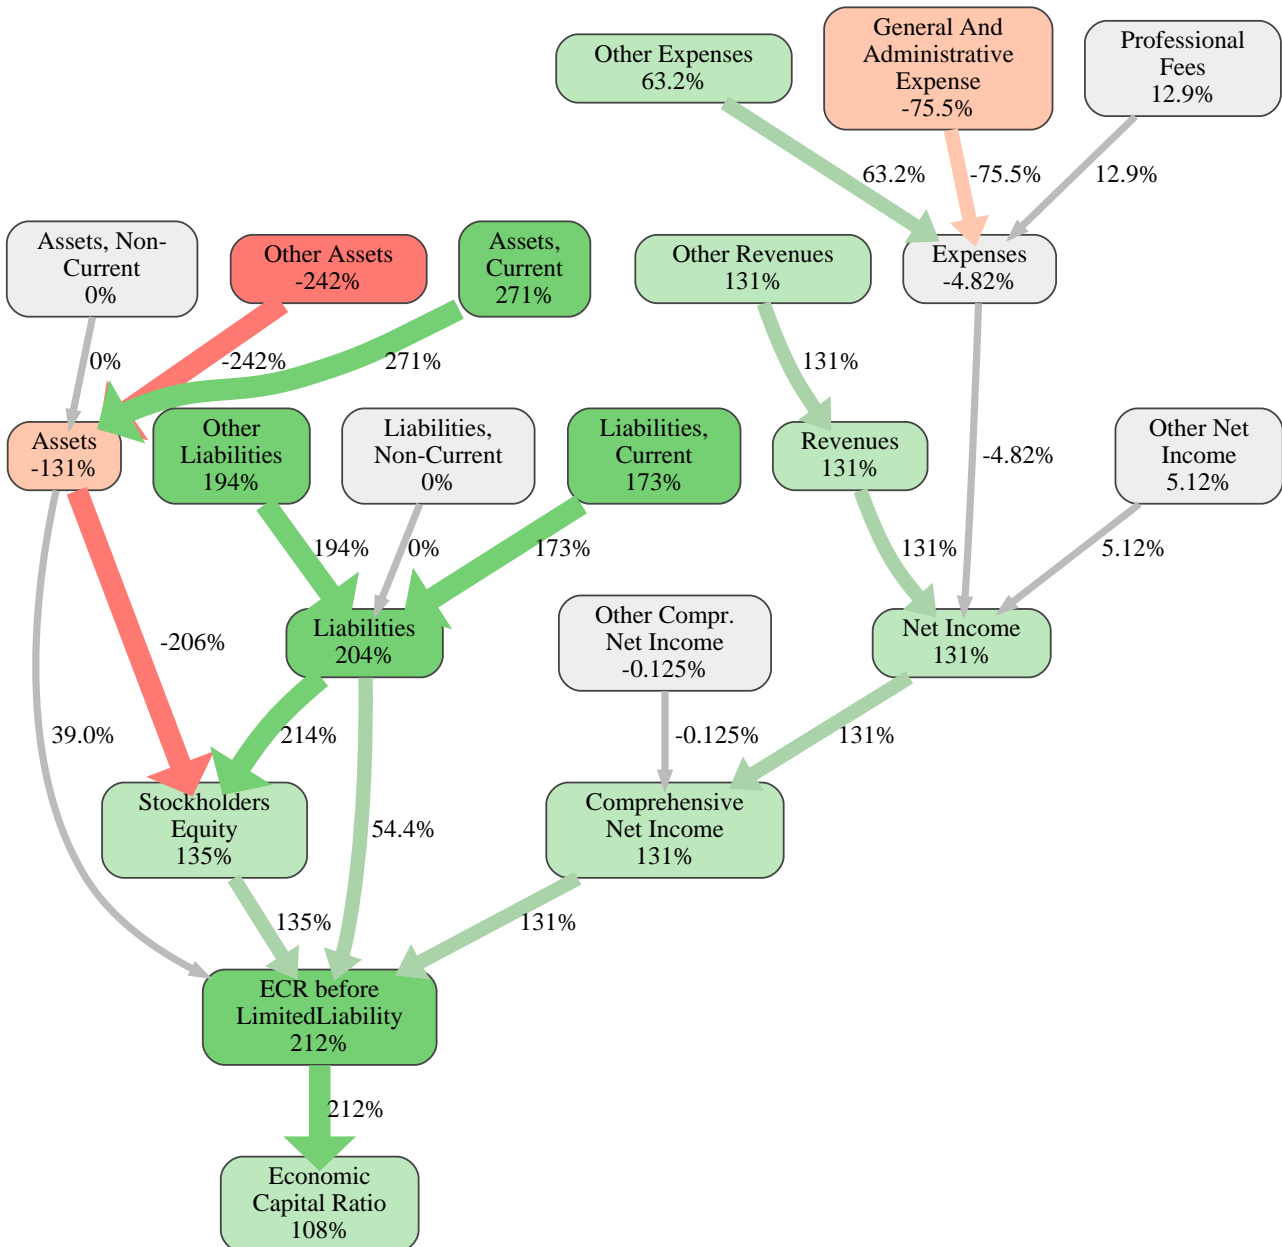 Other Expenses
63.2%
General And
Administrative
Expense
-75.5%
Professional
Fees
12.9%
63.2%
-75.5%
12.9%
Assets, Non-
Current
0%
Other Assets
-242%
Assets,
Current
271%
Other Revenues
131%
Expenses
-4.82%
0%
-242%
271%
131%
Assets
-131%
Other
Liabilities
194%
Liabilities,
Non-Current
0%
Liabilities,
Current
173%
Revenues
131%
-4.82%
Other Net
Income
5.12%
194%
0%
173%
131%
5.12%
-206%
Liabilities
204%
Other Compr.
Net Income
-0.125%
Net Income
131%
39.0%
214%
-0.125%
131%
Stockholders
Equity
135%
54.4%
Comprehensive
Net Income
131%
135%
131%
ECR before
LimitedLiability
212%
212%
Economic
Capital Ratio
108%